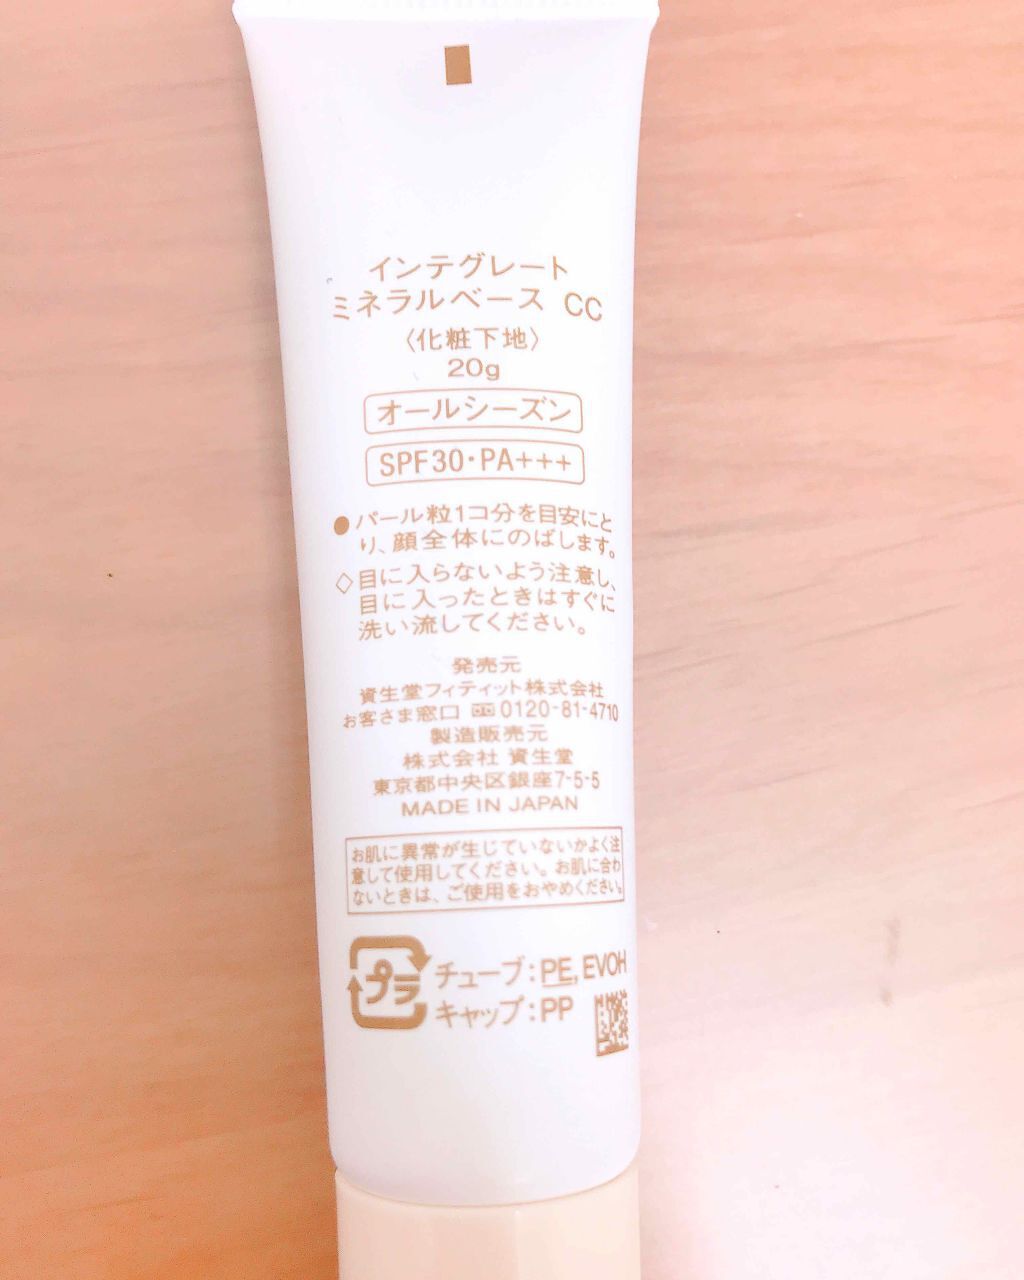 インテグレート
ミネラルベース CC
〈化粧下地〉
20g
オールシーズン
SPF30・PA+++
●パール粒1コ分を目安にと
り、顔全体にのばします。
◇目に入らないよう注意し、
目に入ったときはすぐに
洗い流してください。
発売元
資生堂フィティット株式会社
お客さま窓口 0120-81-4710
製造販売元
株式会社 資生堂
東京都中央区銀座7-5-5
MADE IN JAPAN
お肌に異常が生じていないかよく注
意して使用してください。お肌に合わ
ないときは、ご使用をおやめください。
プラ
チューブ:PE, EVOH
キャップ:PP